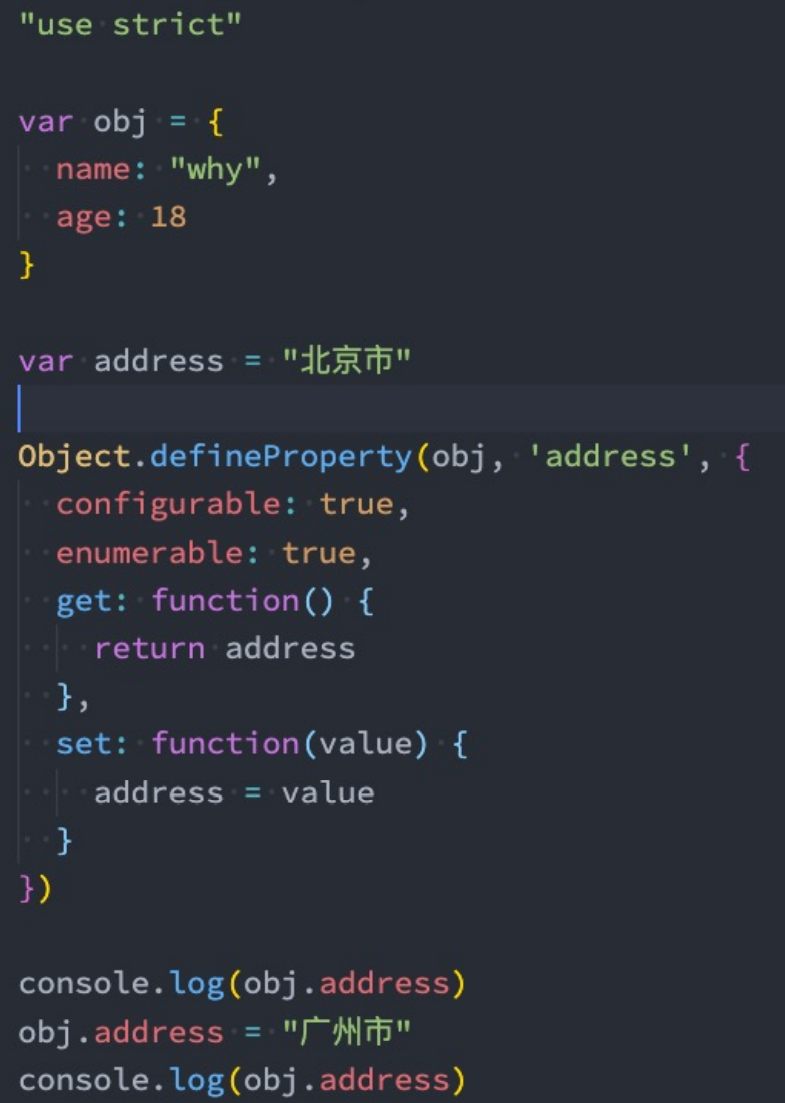 "use strict"
var obj = {
  name: "why",
  age: 18
}
var address = "北京市"
Object.defineProperty(obj, 'address', {
  configurable: true,
  enumerable: true,
  get: function() {
    return address
  },
  set: function(value) {
    address = value
  }
})
console.log(obj.address)
obj.address = "广州市"
console.log(obj.address)